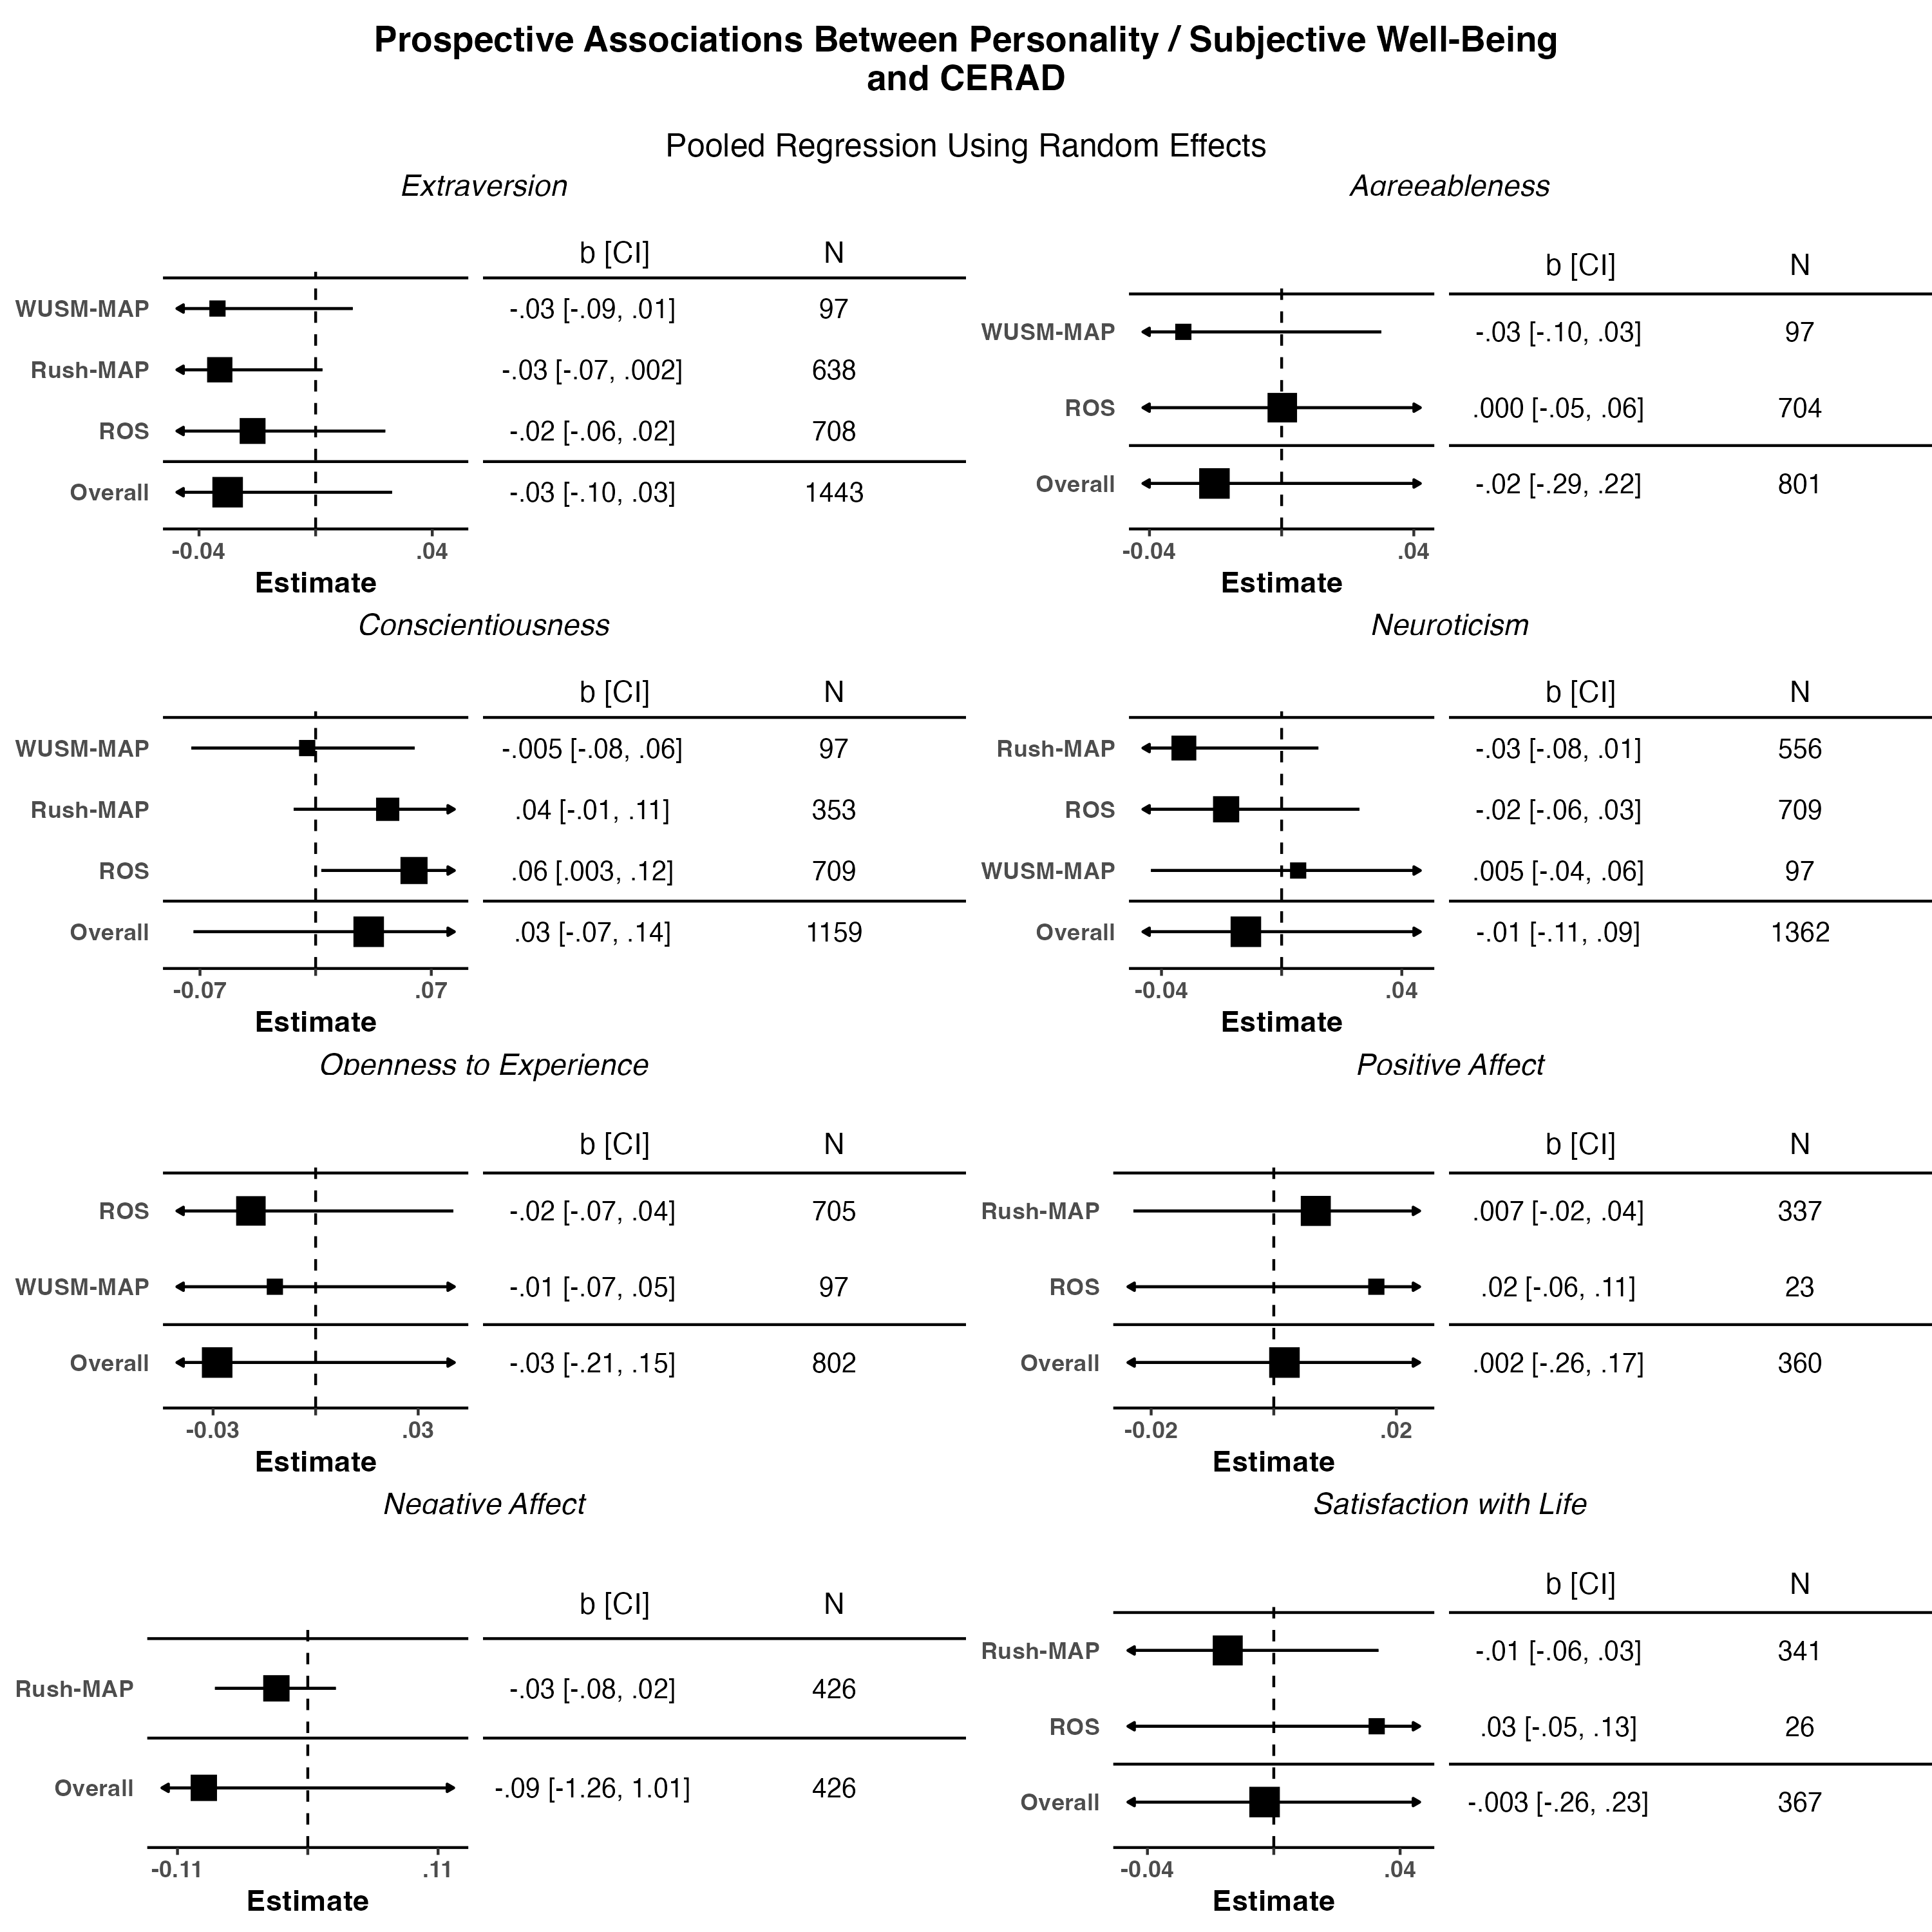 Prospective Associations Between Personality / Subjective Well-Being
and CERAD
Pooled Regression Using Random Effects
Extraversion
b [CI] N
WUSM-MAP -.03 [-.09, .01] 97
Rush-MAP -.03 [-.07, .002] 638
ROS -.02 [-.06, .02] 708
Overall -.03 [-.10, .03] 1443
-0.04 .04
Estimate
Agreeableness
b [CI] N
WUSM-MAP -.03 [-.10, .03] 97
ROS .000 [-.05, .06] 704
Overall -.02 [-.29, .22] 801
-0.04 .04
Estimate
Conscientiousness
b [CI] N
WUSM-MAP -.005 [-.08, .06] 97
Rush-MAP .04 [-.01, .11] 353
ROS .06 [.003, .12] 709
Overall .03 [-.07, .14] 1159
-0.07 .07
Estimate
Neuroticism
b [CI] N
Rush-MAP -.03 [-.08, .01] 556
ROS -.02 [-.06, .03] 709
WUSM-MAP .005 [-.04, .06] 97
Overall -.01 [-.11, .09] 1362
-0.04 .04
Estimate
Openness to Experience
b [CI] N
ROS -.02 [-.07, .04] 705
WUSM-MAP -.01 [-.07, .05] 97
Overall -.03 [-.21, .15] 802
-0.03 .03
Estimate
Positive Affect
b [CI] N
Rush-MAP .007 [-.02, .04] 337
ROS .02 [-.06, .11] 23
Overall .002 [-.26, .17] 360
-0.02 .02
Estimate
Negative Affect
b [CI] N
Rush-MAP -.03 [-.08, .02] 426
Overall -.09 [-1.26, 1.01] 426
-0.11 .11
Estimate
Satisfaction with Life
b [CI] N
Rush-MAP -.01 [-.06, .03] 341
ROS .03 [-.05, .13] 26
Overall -.003 [-.26, .23] 367
-0.04 .04
Estimate